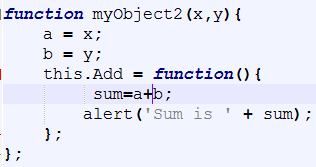 function myObject2(x,y){
a = x;
b = y;
this.Add = function(){
sum=a+b;
alert('Sum is ' + sum);
};
};